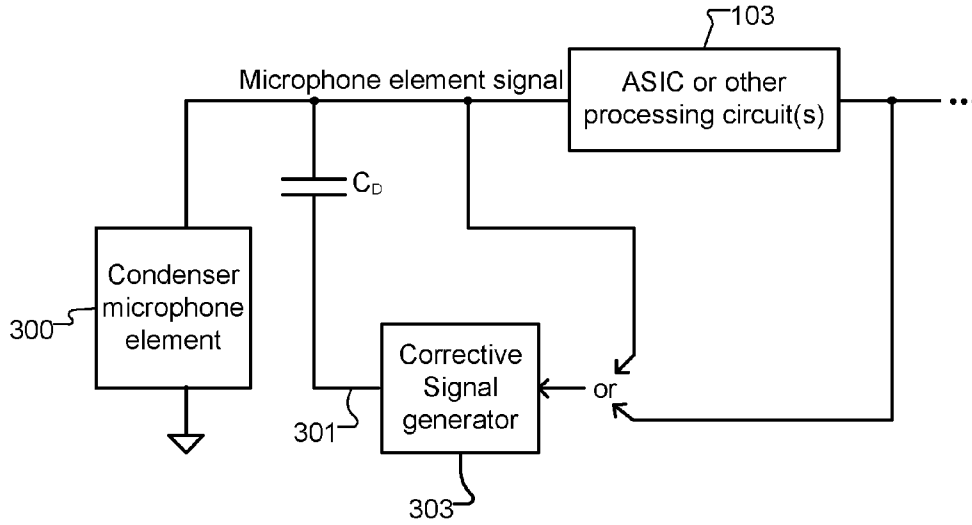 103
Microphone element signal
ASIC or other
processing circuit(s)
...
CD
Condenser
microphone
element
300
Corrective
Signal
generator
or
301
303